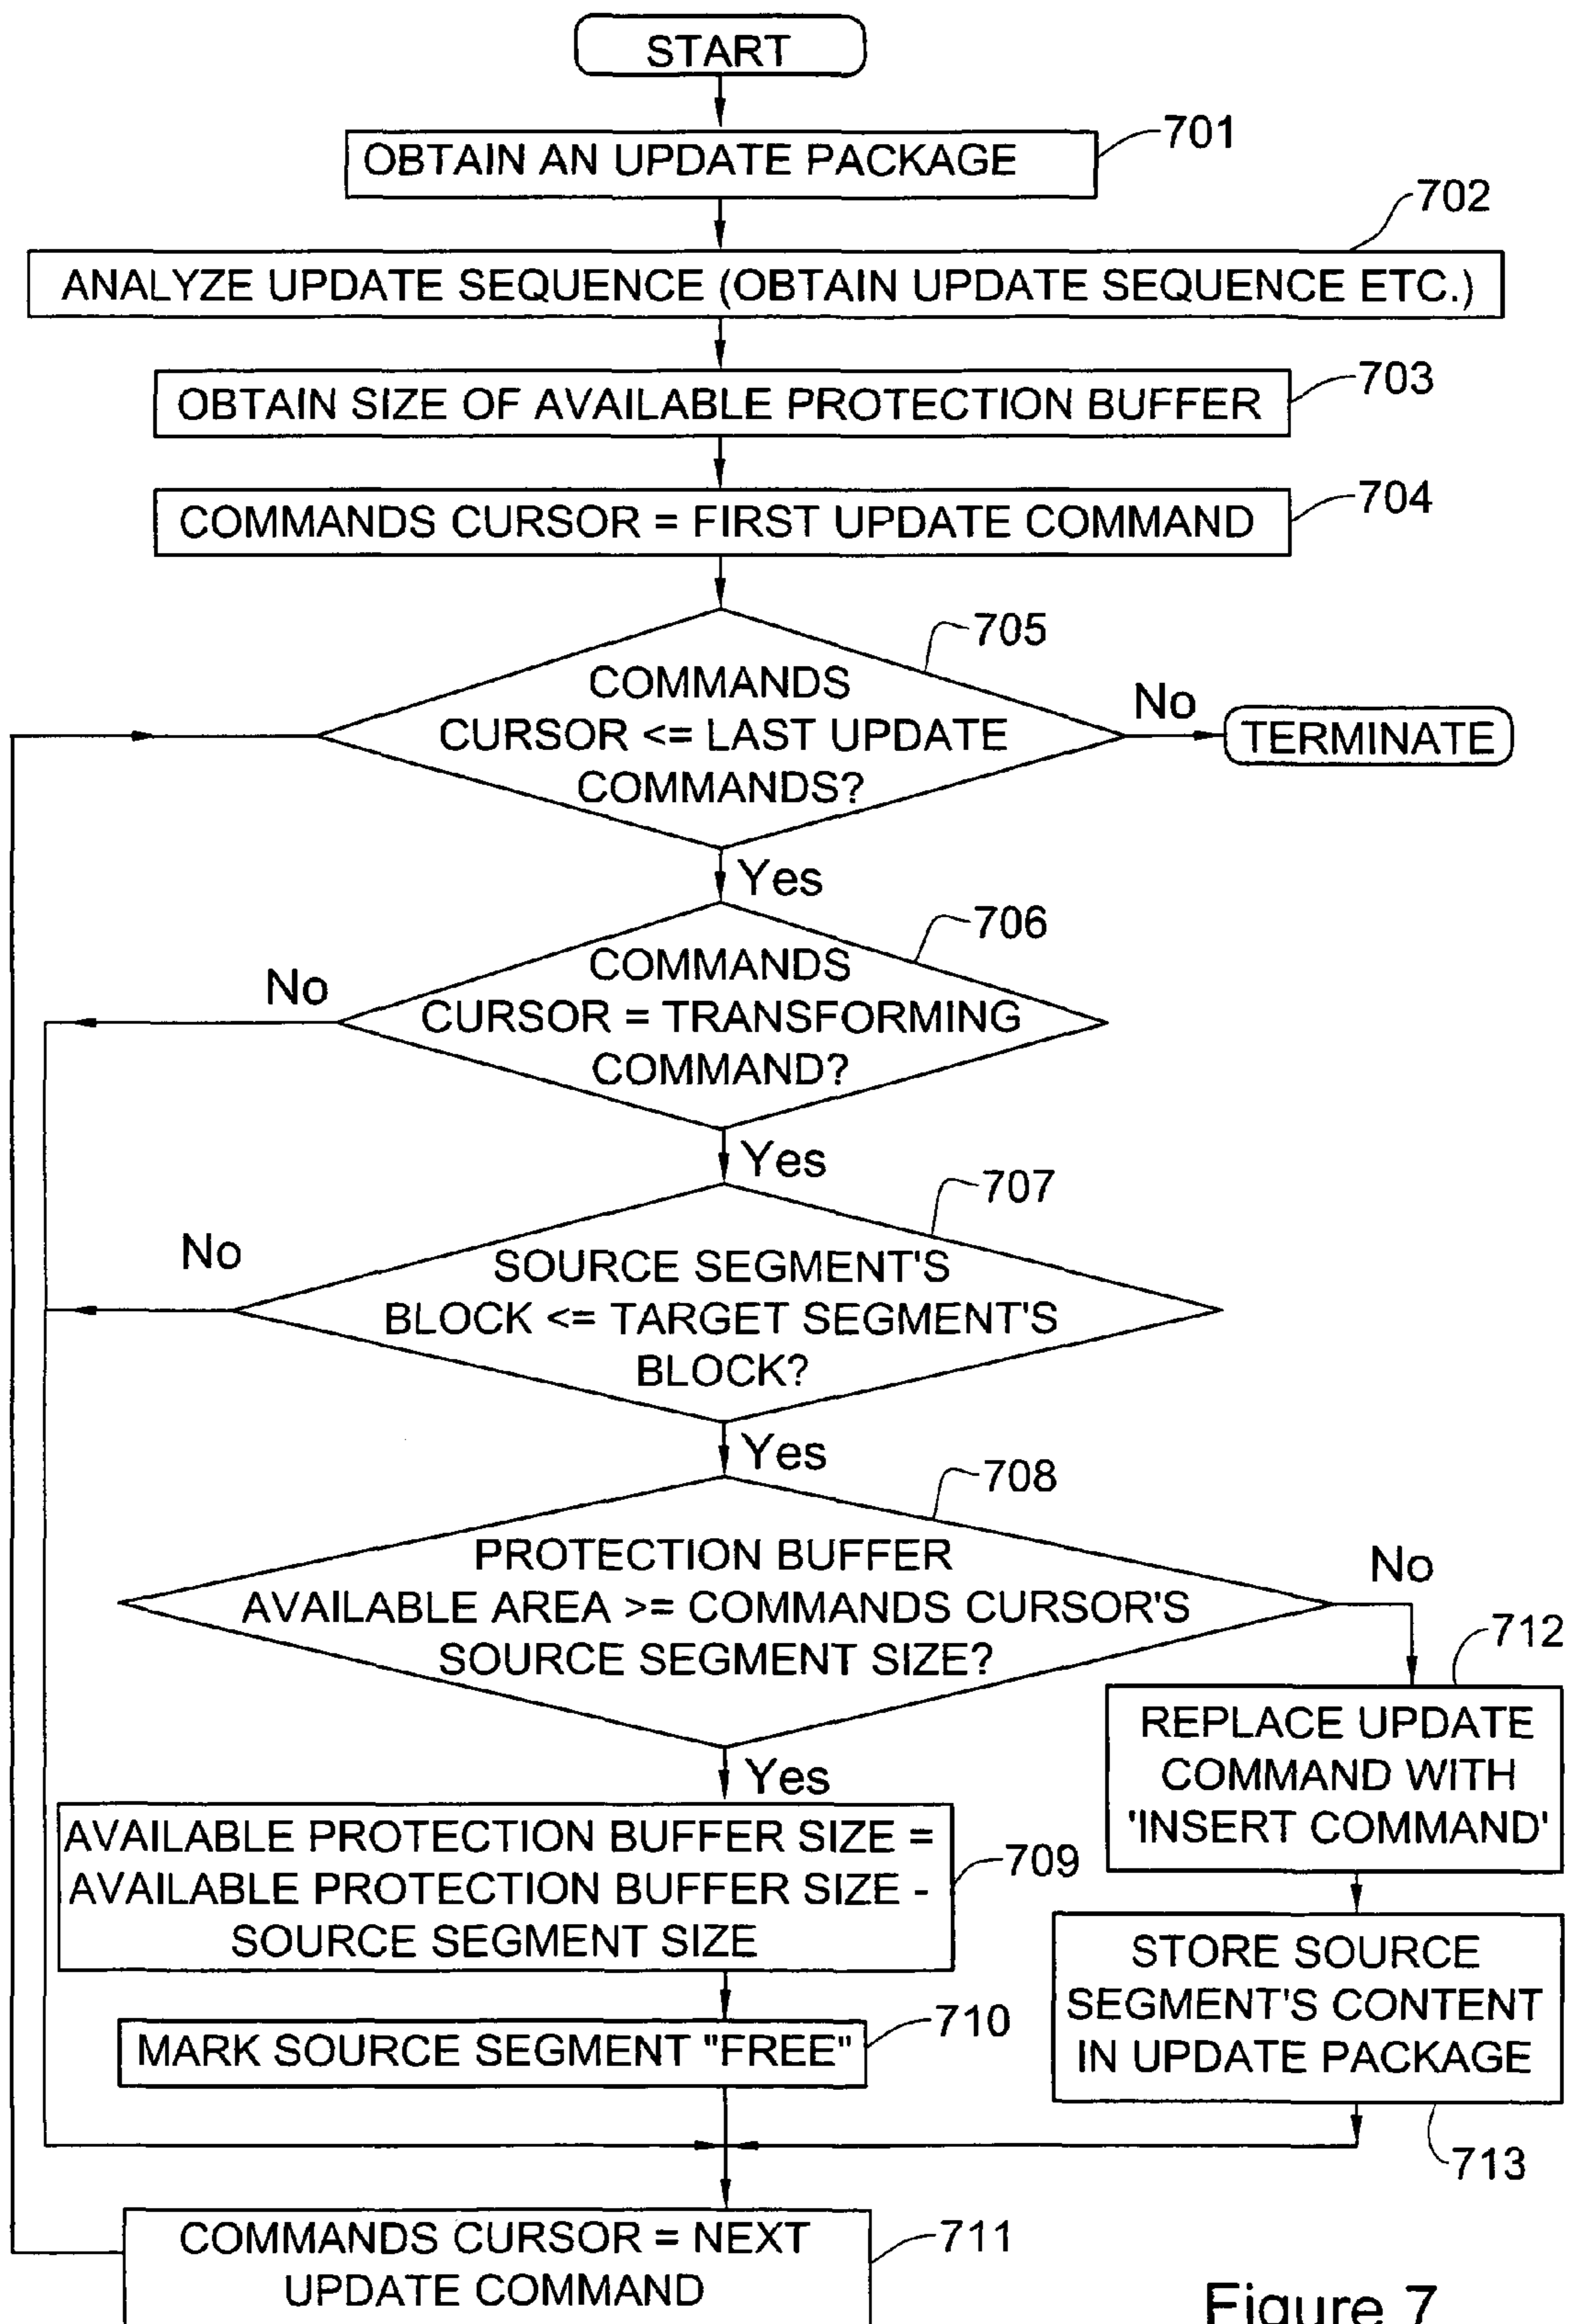 START
701
OBTAIN AN UPDATE PACKAGE
702
ANALYZE UPDATE SEQUENCE (OBTAIN UPDATE SEQUENCE ETC.)
703
OBTAIN SIZE OF AVAILABLE PROTECTION BUFFER
704
COMMANDS CURSOR = FIRST UPDATE COMMAND
705
COMMANDS
CURSOR <= LAST UPDATE
COMMANDS?
No
TERMINATE
Yes
706
COMMANDS
CURSOR = TRANSFORMING
COMMAND?
No
Yes
707
SOURCE SEGMENT'S
BLOCK <= TARGET SEGMENT'S
BLOCK?
No
Yes
708
PROTECTION BUFFER
AVAILABLE AREA >= COMMANDS CURSOR'S
SOURCE SEGMENT SIZE?
No
Yes
712
REPLACE UPDATE
COMMAND WITH
'INSERT COMMAND'
709
AVAILABLE PROTECTION BUFFER SIZE =
AVAILABLE PROTECTION BUFFER SIZE -
SOURCE SEGMENT SIZE
STORE SOURCE
SEGMENT'S CONTENT
IN UPDATE PACKAGE
713
710
MARK SOURCE SEGMENT "FREE"
711
COMMANDS CURSOR = NEXT
UPDATE COMMAND
Figure 7